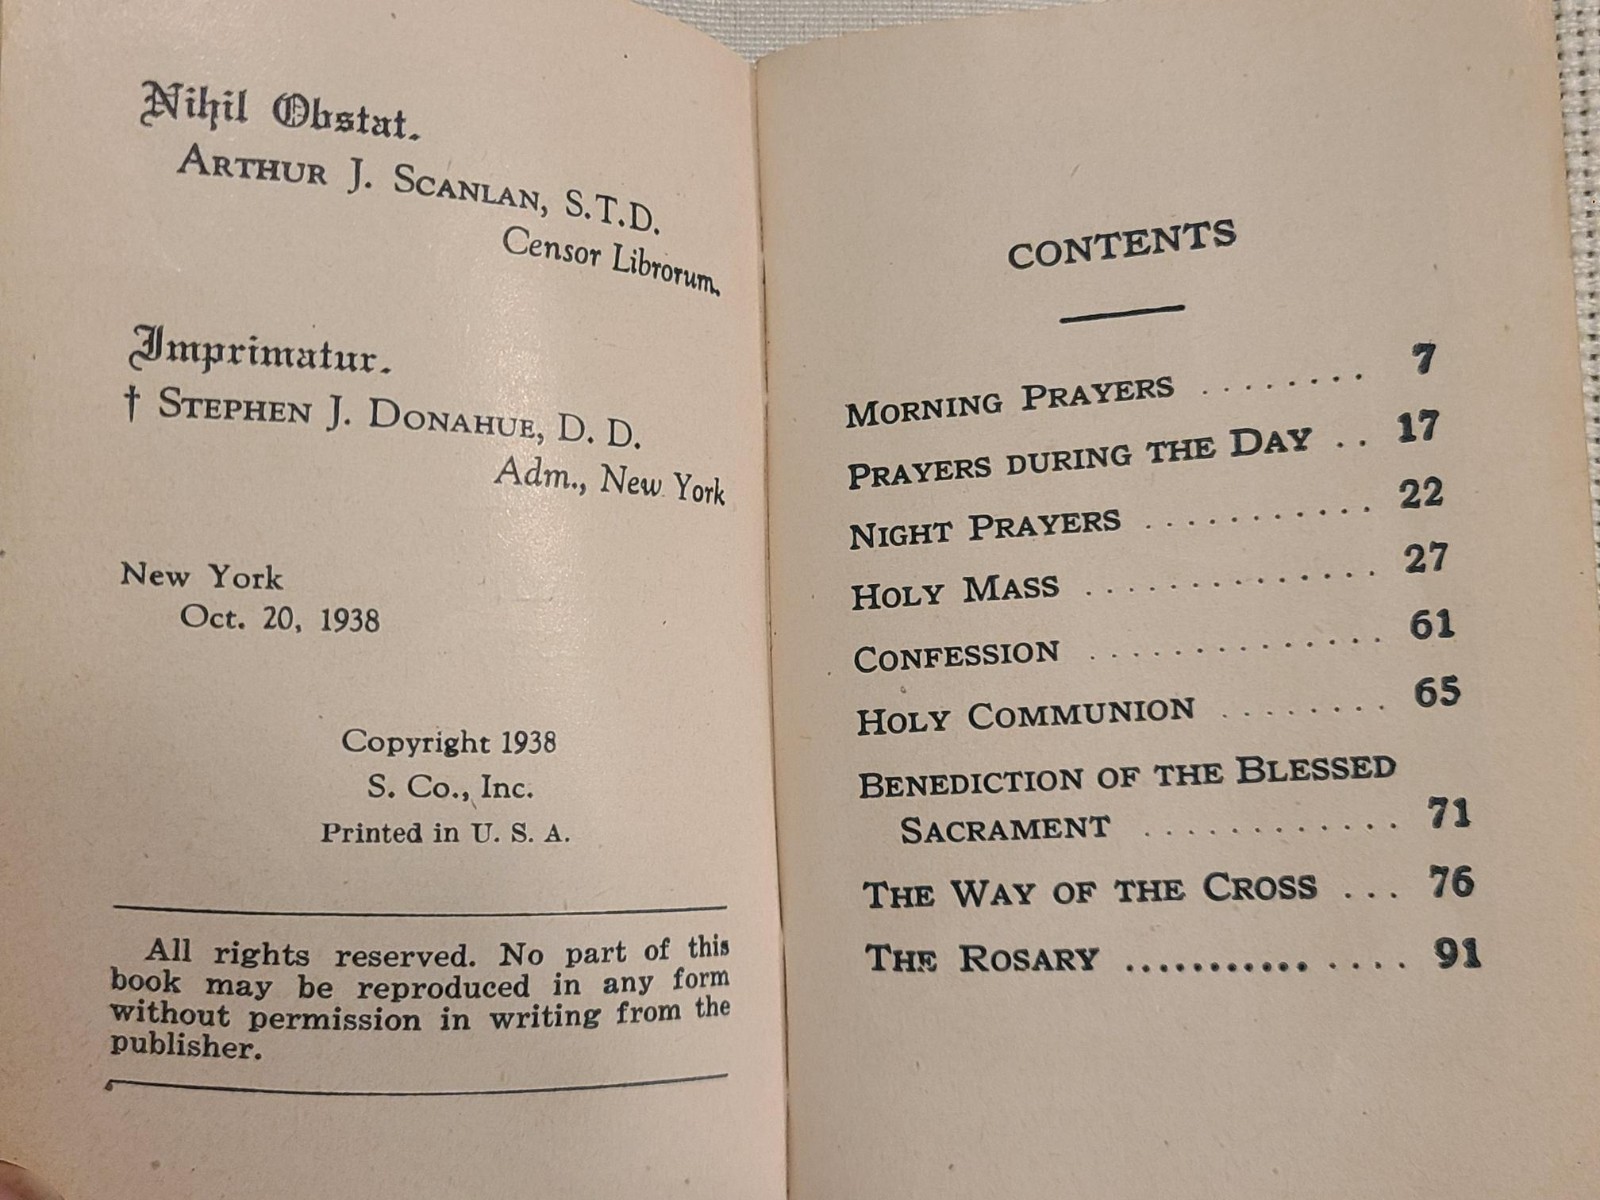 Nihil Obstat.
Arthur J. Scanlan, S.T.D.
Censor Librorum.
Imprimatur.
† Stephen J. Donahue, D. D.
Adm., New York
New York
Oct. 20, 1938
Copyright 1938
S. Co., Inc.
Printed in U. S. A.
All rights reserved. No part of this
book may be reproduced in any form
without permission in writing from the
publisher.
CONTENTS
Morning Prayers ........ 7
Prayers during the Day .. 17
Night Prayers ........... 22
Holy Mass .............. 27
Confession .............. 61
Holy Communion ........ 65
Benediction of the Blessed
Sacrament ............ 71
The Way of the Cross ... 76
The Rosary ............... 91